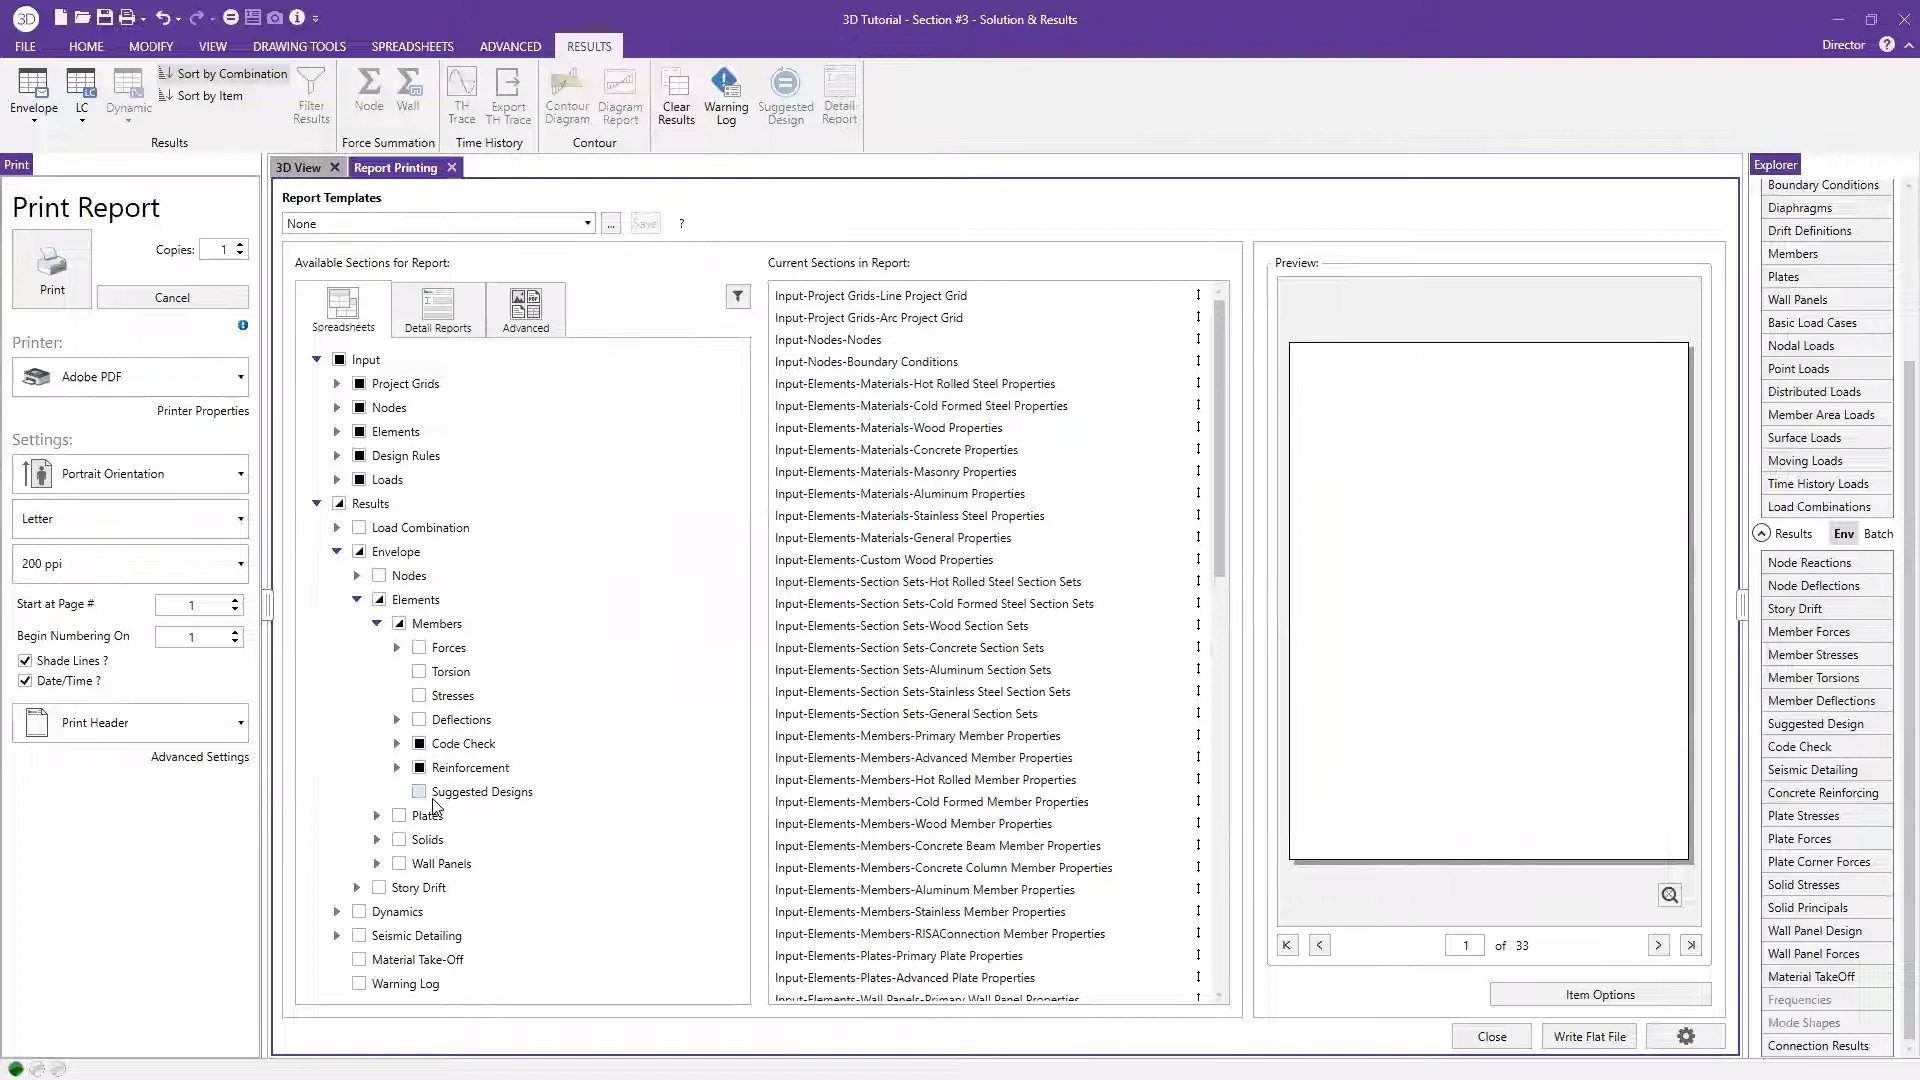 3D
3D Tutorial - Section #3 - Solution & Results
FILE
HOME
MODIFY
VIEW
DRAWING TOOLS
SPREADSHEETS
ADVANCED
RESULTS
Director
Envelope
LC
Dynamic
Sort by Combination
Sort by Item
Filter
Results
Results
Node
Wall
Force Summation
TH
Trace
Export
TH Trace
Time History
Contour
Diagram
Diagram
Report
Contour
Clear
Results
Warning
Log
Suggested
Design
Detail
Report
Print
Print Report
Print
Copies:
1
Cancel
Printer:
Adobe PDF
Printer Properties
Settings:
Portrait Orientation
Letter
200 ppi
Start at Page #
1
Begin Numbering On
1
Shade Lines ?
Date/Time ?
Print Header
Advanced Settings
3D View
Report Printing
Report Templates
None
...
Save
?
Available Sections for Report:
Spreadsheets
Detail Reports
Advanced
Input
Project Grids
Nodes
Elements
Design Rules
Loads
Results
Load Combination
Envelope
Nodes
Elements
Members
Forces
Torsion
Stresses
Deflections
Code Check
Reinforcement
Suggested Designs
Plates
Solids
Wall Panels
Story Drift
Dynamics
Seismic Detailing
Material Take-Off
Warning Log
Current Sections in Report:
Input-Project Grids-Line Project Grid
Input-Project Grids-Arc Project Grid
Input-Nodes-Nodes
Input-Nodes-Boundary Conditions
Input-Elements-Materials-Hot Rolled Steel Properties
Input-Elements-Materials-Cold Formed Steel Properties
Input-Elements-Materials-Wood Properties
Input-Elements-Materials-Concrete Properties
Input-Elements-Materials-Masonry Properties
Input-Elements-Materials-Aluminum Properties
Input-Elements-Materials-Stainless Steel Properties
Input-Elements-Materials-General Properties
Input-Elements-Custom Wood Properties
Input-Elements-Section Sets-Hot Rolled Steel Section Sets
Input-Elements-Section Sets-Cold Formed Steel Section Sets
Input-Elements-Section Sets-Wood Section Sets
Input-Elements-Section Sets-Concrete Section Sets
Input-Elements-Section Sets-Aluminum Section Sets
Input-Elements-Section Sets-Stainless Steel Section Sets
Input-Elements-Section Sets-General Section Sets
Input-Elements-Members-Primary Member Properties
Input-Elements-Members-Advanced Member Properties
Input-Elements-Members-Hot Rolled Member Properties
Input-Elements-Members-Cold Formed Member Properties
Input-Elements-Members-Wood Member Properties
Input-Elements-Members-Concrete Beam Member Properties
Input-Elements-Members-Concrete Column Member Properties
Input-Elements-Members-Aluminum Member Properties
Input-Elements-Members-Stainless Member Properties
Input-Elements-Members-RISAConnection Member Properties
Input-Elements-Plates-Primary Plate Properties
Input-Elements-Plates-Advanced Plate Properties
Input-Elements-Wall Panels-Primary Wall Panel Properties
Preview:
1 of 33
Item Options
Close
Write Flat File
Explorer
Boundary Conditions
Diaphragms
Drift Definitions
Members
Plates
Wall Panels
Basic Load Cases
Nodal Loads
Point Loads
Distributed Loads
Member Area Loads
Surface Loads
Moving Loads
Time History Loads
Load Combinations
Results Env Batch
Node Reactions
Node Deflections
Story Drift
Member Forces
Member Stresses
Member Torsions
Member Deflections
Suggested Design
Code Check
Seismic Detailing
Concrete Reinforcing
Plate Stresses
Plate Forces
Plate Corner Forces
Solid Stresses
Solid Principals
Wall Panel Design
Wall Panel Forces
Material TakeOff
Frequencies
Mode Shapes
Connection Results